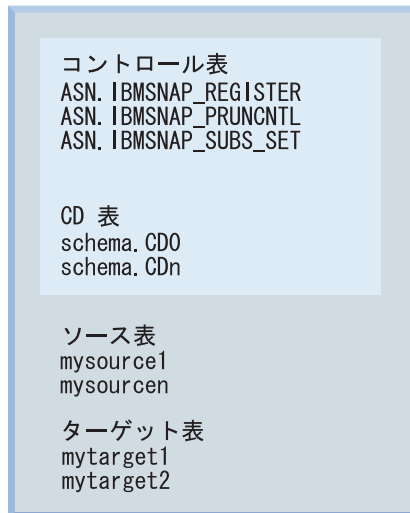 コントロール表
ASN.IBMSNAP_REGISTER
ASN.IBMSNAP_PRUNCNTL
ASN.IBMSNAP_SUBS_SET
CD 表
schema.CD0
schema.CDn
ソース表
mysource1
mysourcen
ターゲット表
mytarget1
mytarget2